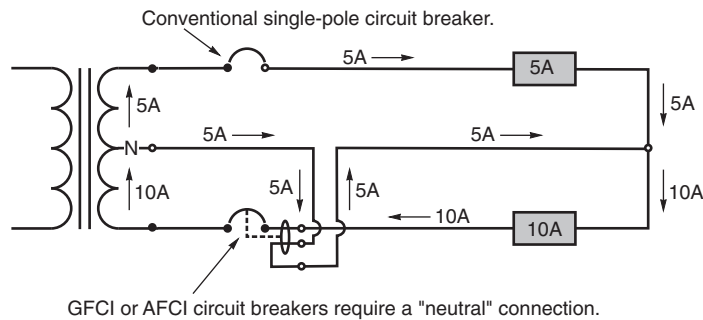 Conventional single-pole circuit breaker.
5A
5A
5A
5A
N
5A
5A
10A
5A
5A
10A
10A
10A
GFCI or AFCI circuit breakers require a "neutral" connection.